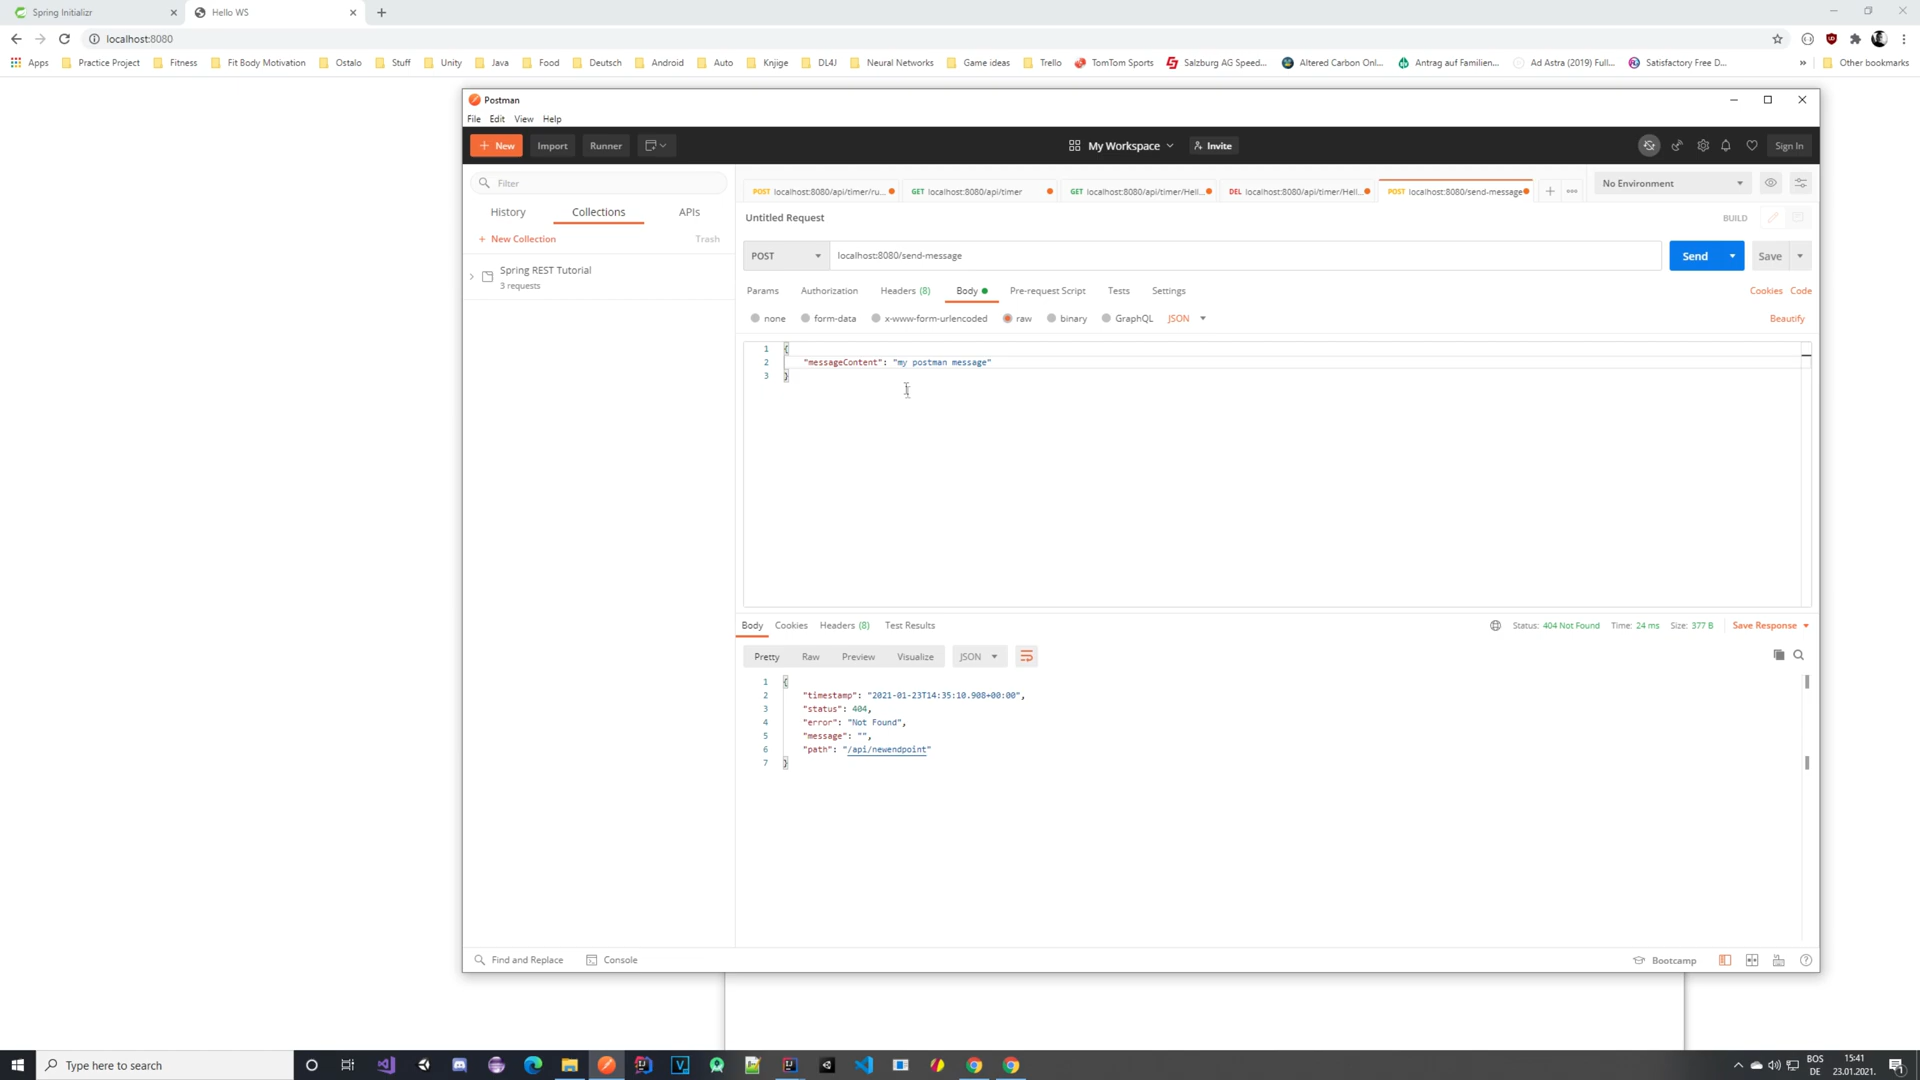 Spring Initializr
Hello WS
localhost:8080
Apps Practice Project Fitness Fit Body Motivation Ostalo Stuff Unity Java Food Deutsch Android Auto Knjige DL4J Neural Networks Game ideas Trello TomTom Sports Salzburg AG Speed... Altered Carbon Onl... Antrag auf Familien... Ad Astra (2019) Full... Satisfactory Free D... » Other bookmarks
Postman
File Edit View Help
+ New Import Runner My Workspace Invite Sign In
Filter
POST localhost:8080/api/timer/ru... GET localhost:8080/api/timer GET localhost:8080/api/timer/Hell... DEL localhost:8080/api/timer/Hell... POST localhost:8080/send-message No Environment
History Collections APIs
Untitled Request BUILD
+ New Collection Trash
POST localhost:8080/send-message Send Save
Spring REST Tutorial
3 requests
Params Authorization Headers (8) Body Pre-request Script Tests Settings Cookies Code
none form-data x-www-form-urlencoded raw binary GraphQL JSON Beautify
1 {
2 "messageContent": "my postman message"
3 }
Body Cookies Headers (8) Test Results Status: 404 Not Found Time: 24 ms Size: 377 B Save Response
Pretty Raw Preview Visualize JSON
1 {
2 "timestamp": "2021-01-23T14:35:10.908+00:00",
3 "status": 404,
4 "error": "Not Found",
5 "message": "",
6 "path": "/api/newendpoint"
7 }
Find and Replace Console Bootcamp
Type here to search
BOS
DE
15:41
23.01.2021.